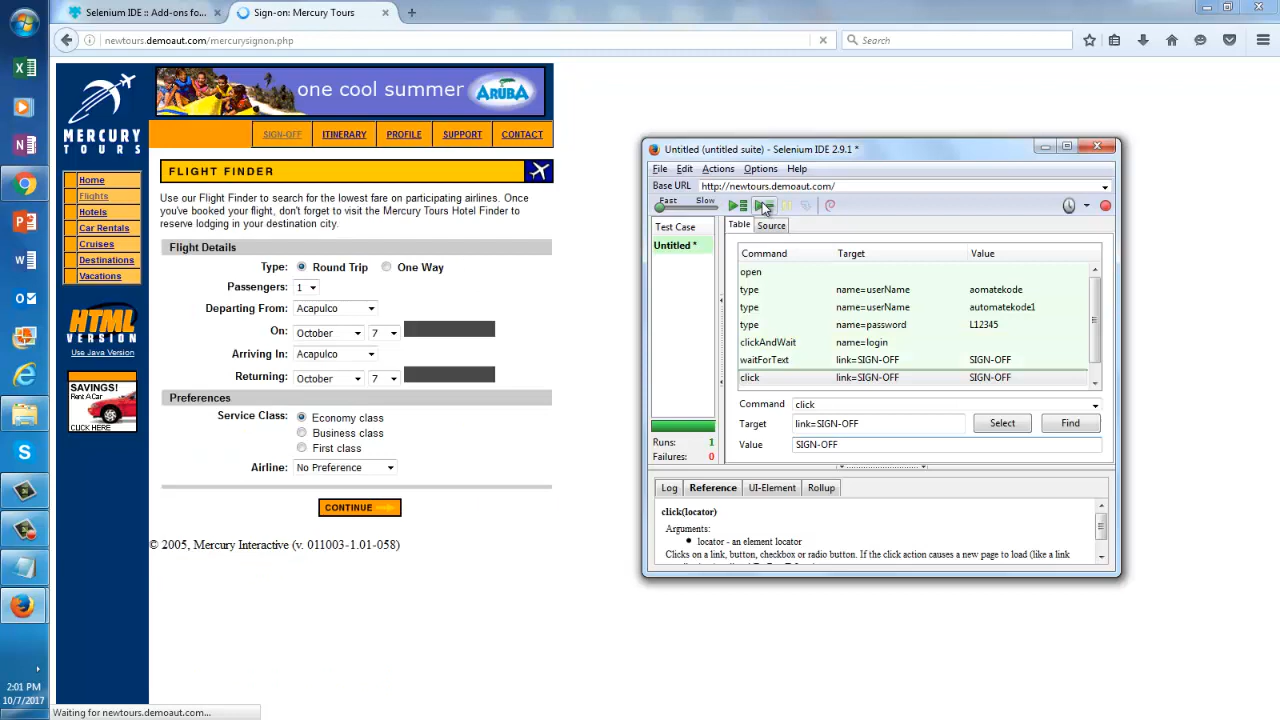 Selenium IDE :: Add-ons fo...
Sign-on: Mercury Tours
newtours.demoaut.com/mercurysignon.php
Search
one cool summer ARUBA
MERCURY
TOURS
SIGN-OFF ITINERARY PROFILE SUPPORT CONTACT
Home
Flights
Hotels
Car Rentals
Cruises
Destinations
Vacations
HTML
VERSION
Use Java Version
SAVINGS!
Rent A Car
CLICK HERE
FLIGHT FINDER
Use our Flight Finder to search for the lowest fare on participating airlines. Once
you've booked your flight, don't forget to visit the Mercury Tours Hotel Finder to
reserve lodging in your destination city.
Flight Details
Type: Round Trip One Way
Passengers: 1
Departing From: Acapulco
On: October 7
Arriving In: Acapulco
Returning: October 7
Preferences
Service Class: Economy class
Business class
First class
Airline: No Preference
CONTINUE
© 2005, Mercury Interactive (v. 011003-1.01-058)
Untitled (untitled suite) - Selenium IDE 2.9.1 *
File Edit Actions Options Help
Base URL http://newtours.demoaut.com/
Fast Slow
Test Case
Untitled *
Runs: 1
Failures: 0
Table Source
Command Target Value
open
type name=userName aomatekode
type name=userName automatekode1
type name=password L12345
clickAndWait name=login
waitForText link=SIGN-OFF SIGN-OFF
click link=SIGN-OFF SIGN-OFF
Command click
Target link=SIGN-OFF Select Find
Value SIGN-OFF
Log Reference UI-Element Rollup
click(locator)
Arguments:
locator - an element locator
Clicks on a link, button, checkbox or radio button. If the click action causes a new page to load (like a link
2:01 PM
10/7/2017
Waiting for newtours.demoaut.com...